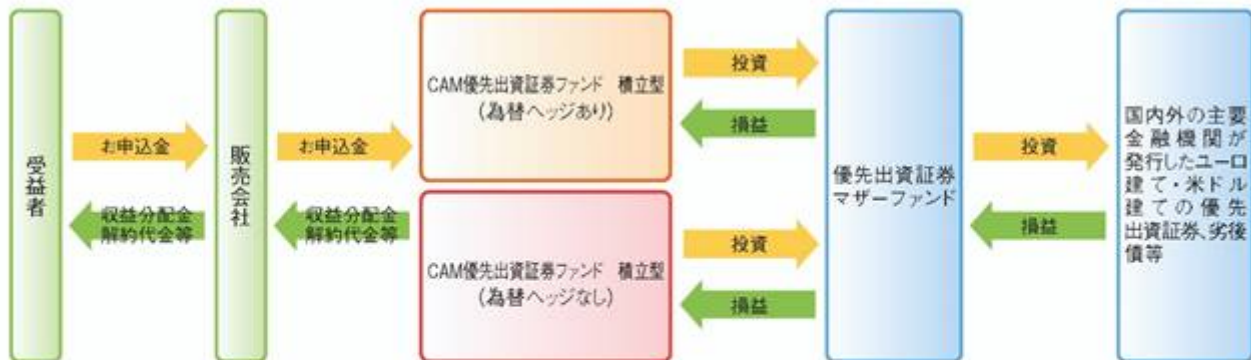 受益者
お申込金
収益分配金
解約代金等
販売会社
お申込金
収益分配金
解約代金等
CAM優先出資証券ファンド　積立型
(為替ヘッジあり)
CAM優先出資証券ファンド　積立型
(為替ヘッジなし)
投資
損益
投資
損益
優先出資証券
マザーファンド
投資
損益
国内外の主要
金融機関が
発行したユーロ
建て・米ドル
建ての優先
出資証券、劣後
債等